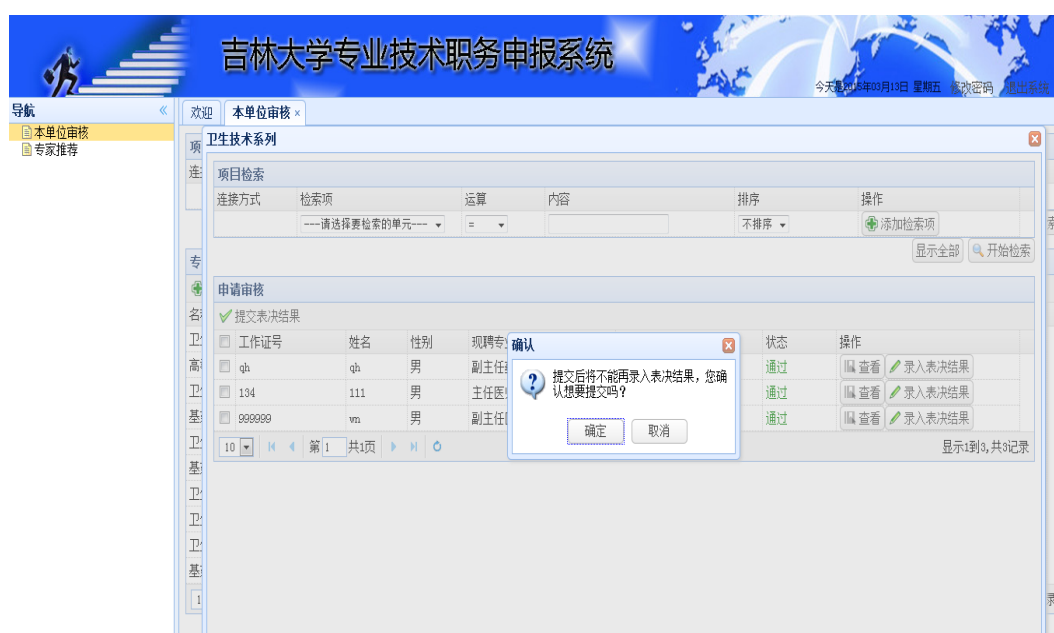 吉林大学专业技术职务申报系统
今天是2015年03月13日 星期五 修改密码 退出系统
导航
欢迎 本单位审核
本单位审核
专家推荐
卫生技术系列
项目检索
连接方式 检索项 运算 内容 排序 操作
---请选择要检索的单元--- = 不排序 添加检索项
显示全部 开始检索
申请审核
提交表决结果
工作证号 姓名 性别 现聘专 状态 操作
qh qh 男 副主任 通过 查看 录入表决结果
134 111 男 主任医 通过 查看 录入表决结果
999999 wm 男 副主任 通过 查看 录入表决结果
10 第 1 共1页 显示1到3,共3记录
确认
提交后将不能再录入表决结果，您确
认想要提交吗？
确定 取消